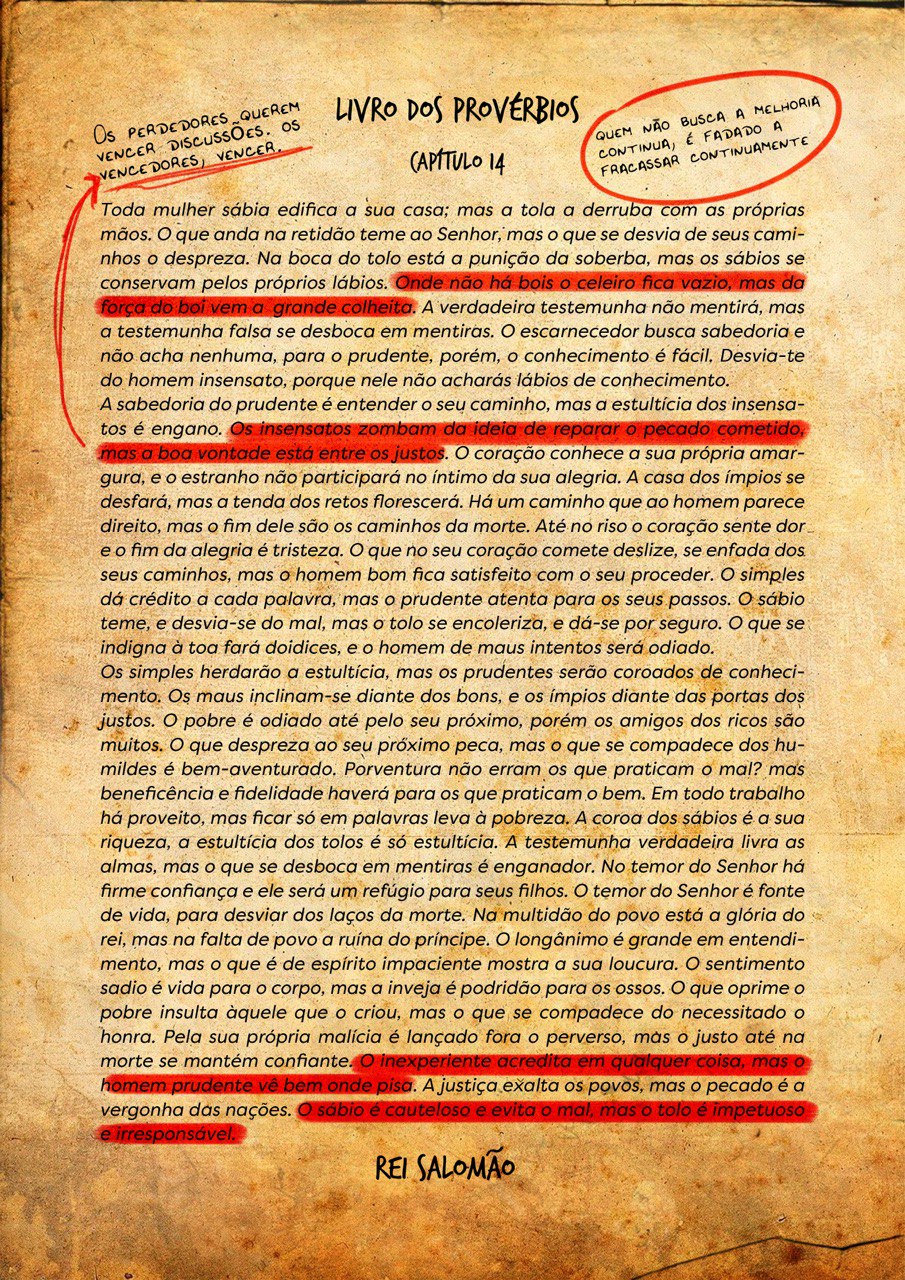 LIVRO DOS PROVÉRBIOS
CAPÍTULO 14
OS PERDEDORES QUEREM
VENCER DISCUSSÕES. OS
VENCEDORES, VENCER.
QUEM NÃO BUSCA A MELHORIA
CONTINUA, É FADADO A
FRACASSAR CONTINUAMENTE
Toda mulher sábia edifica a sua casa; mas a tola a derruba com as próprias
mãos. O que anda na retidão teme ao Senhor, mas o que se desvia de seus cami-
nhos o despreza. Na boca do tolo está a punição da soberba, mas os sábios se
conservam pelos próprios lábios. Onde não há bois o celeiro fica vazio, mas da
força do boi vem a grande colheita. A verdadeira testemunha não mentirá, mas
a testemunha falsa se desboca em mentiras. O escarnecedor busca sabedoria e
não acha nenhuma, para o prudente, porém, o conhecimento é fácil. Desvia-te
do homem insensato, porque nele não acharás lábios de conhecimento.
A sabedoria do prudente é entender o seu caminho, mas a estultícia dos insensa-
tos é engano. Os insensatos zombam da ideia de reparar o pecado cometido,
mas a boa vontade está entre os justos. O coração conhece a sua própria amar-
gura, e o estranho não participará no íntimo da sua alegria. A casa dos ímpios se
desfará, mas a tenda dos retos florescerá. Há um caminho que ao homem parece
direito, mas o fim dele são os caminhos da morte. Até no riso o coração sente dor
e o fim da alegria é tristeza. O que no seu coração comete deslize, se enfada dos
seus caminhos, mas o homem bom fica satisfeito com o seu proceder. O simples
dá crédito a cada palavra, mas o prudente atenta para os seus passos. O sábio
teme, e desvia-se do mal, mas o tolo se encoleriza, e dá-se por seguro. O que se
indigna à toa fará doidices, e o homem de maus intentos será odiado.
Os simples herdarão a estultícia, mas os prudentes serão coroados de conheci-
mento. Os maus inclinam-se diante dos bons, e os ímpios diante das portas dos
justos. O pobre é odiado até pelo seu próximo, porém os amigos dos ricos são
muitos. O que despreza ao seu próximo peca, mas o que se compadece dos hu-
mildes é bem-aventurado. Porventura não erram os que praticam o mal? mas
beneficência e fidelidade haverá para os que praticam o bem. Em todo trabalho
há proveito, mas ficar só em palavras leva à pobreza. A coroa dos sábios é a sua
riqueza, a estultícia dos tolos é só estultícia. A testemunha verdadeira livra as
almas, mas o que se desboca em mentiras é enganador. No temor do Senhor há
firme confiança e ele será um refúgio para seus filhos. O temor do Senhor é fonte
de vida, para desviar dos laços da morte. Na multidão do povo está a glória do
rei, mas na falta de povo a ruína do príncipe. O longânimo é grande em entendi-
mento, mas o que é de espírito impaciente mostra a sua loucura. O sentimento
sadio é vida para o corpo, mas a inveja é podridão para os ossos. O que oprime o
pobre insulta àquele que o criou, mas o que se compadece do necessitado o
honra. Pela sua própria malícia é lançado fora o perverso, mas o justo até na
morte se mantém confiante. O inexperiente acredita em qualquer coisa, mas o
homem prudente vê bem onde pisa. A justiça exalta os povos, mas o pecado é a
vergonha das nações. O sábio é cauteloso e evita o mal, mas o tolo é impetuoso
e irresponsável.
REI SALOMÃO